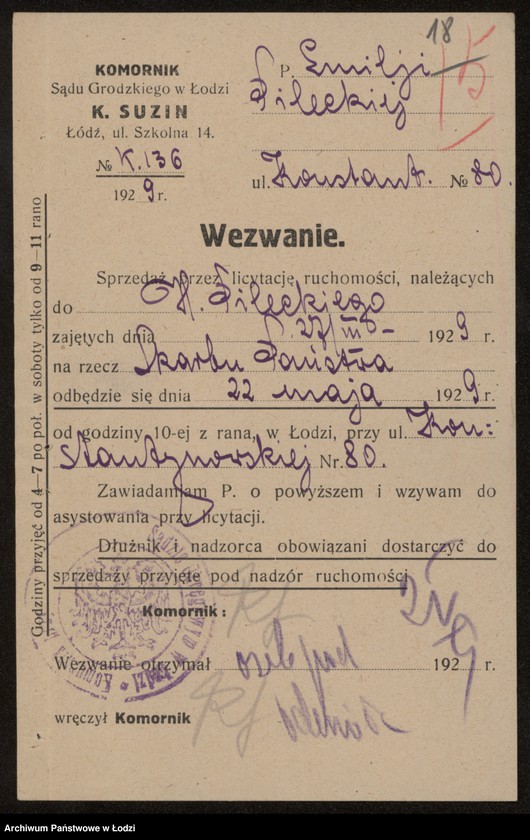 18
5
KOMORNIK
Sądu Grodzkiego w Łodzi
K. SUZIN
Łódź, ul. Szkolna 14.
№ K.136
1929 r.
P. Emilji
Pileckiej
ul. Konstant. № 80.
Wezwanie.
Sprzedaż przez licytację ruchomości, należących
do W. Pileckiego
zajętych dnia 27/III 1929 r.
na rzecz Skarbu Państwa
odbędzie się dnia 22 maja 1929 r.
od godziny 10-ej z rana, w Łodzi, przy ul. Kon:
stantynowskiej Nr. 80.
Zawiadamiam P. o powyższem i wzywam do
asystowania przy licytacji.
Dłużnik i nadzorca obowiązani dostarczyć do
sprzedaży przyjęte pod nadzór ruchomości
Komornik:
Wezwanie otrzymał 192 r.
wręczył Komornik
Godziny przyjęć od 4—7 po poł. w soboty tylko od 9—11 rano
Archiwum Państwowe w Łodzi